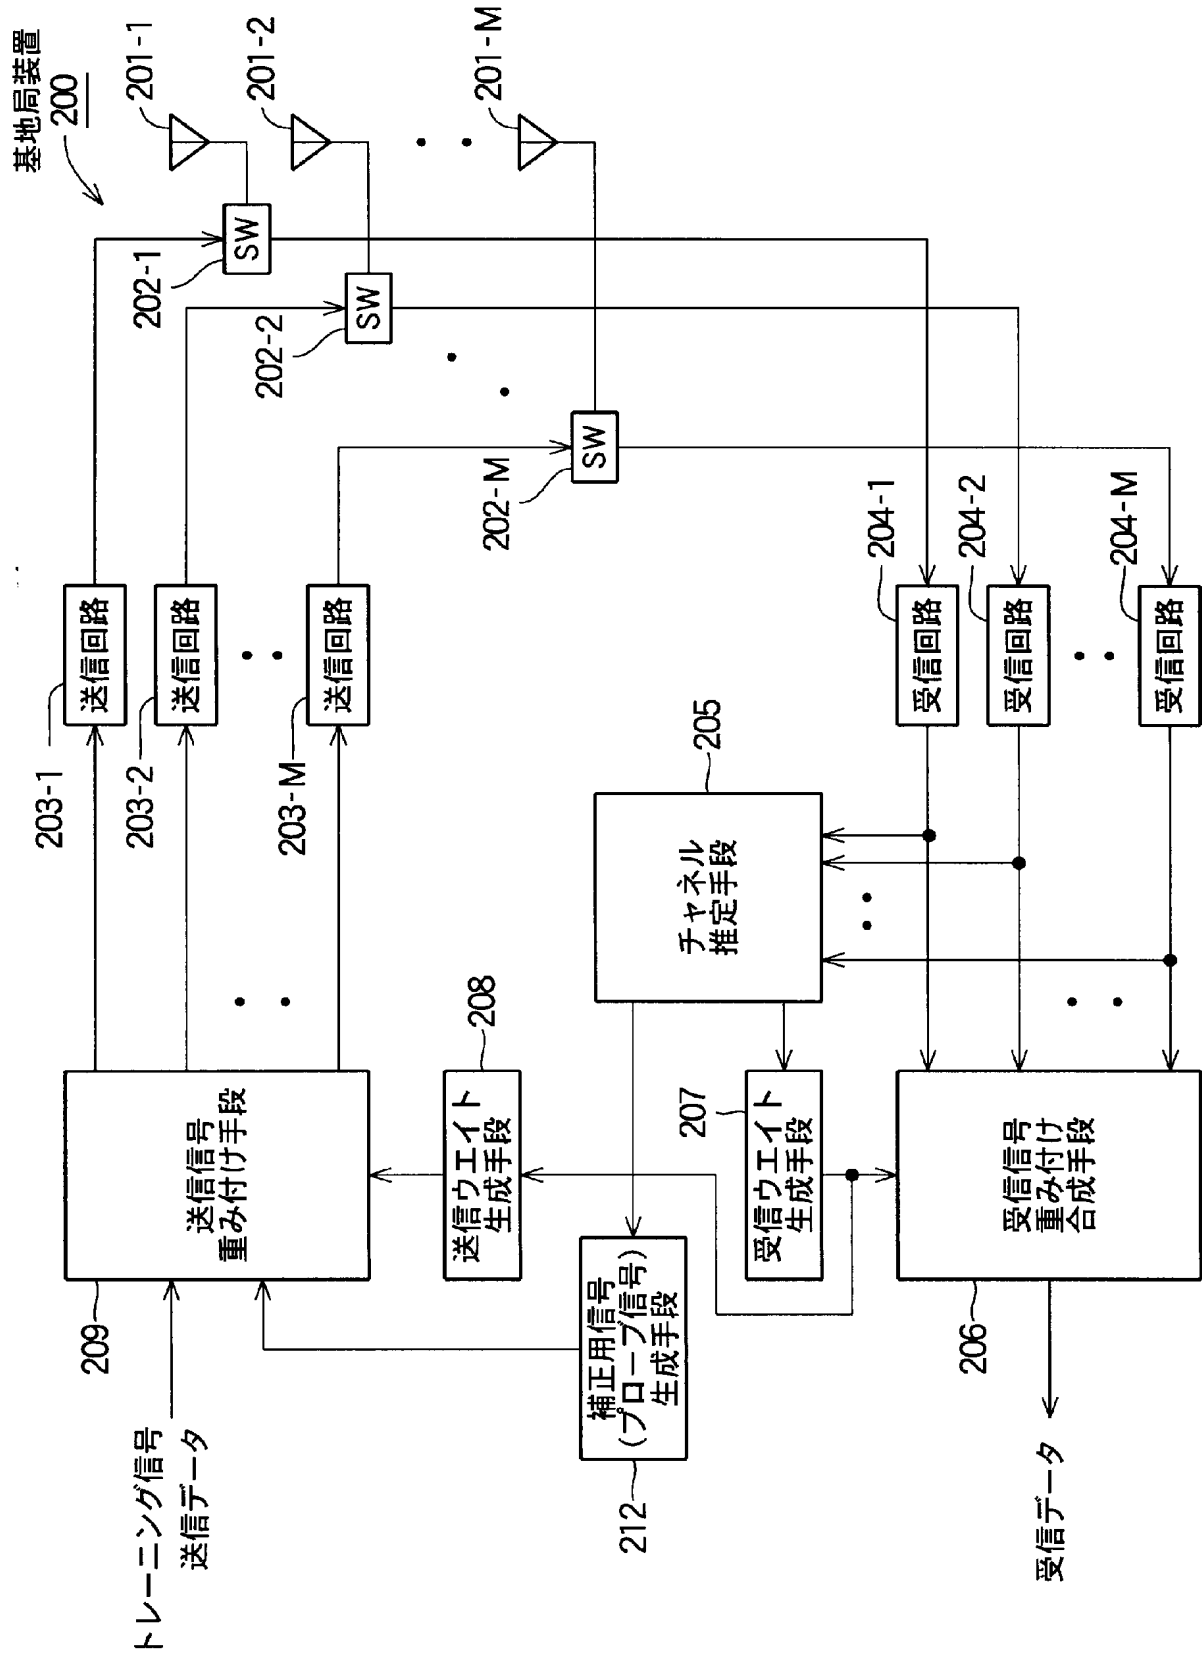 基地局装置
200
201-1
201-2
201-M
SW
202-1
SW
202-2
SW
202-M
送信回路
203-1
送信回路
203-2
送信回路
203-M
受信回路
204-1
受信回路
204-2
受信回路
204-M
チャネル
推定手段
205
送信信号
重み付け手段
209
送信ウエイト
生成手段
208
受信ウエイト
生成手段
207
受信信号
重み付け
合成手段
206
補正用信号
(プローブ信号)
生成手段
212
トレーニング信号
送信データ
受信データ